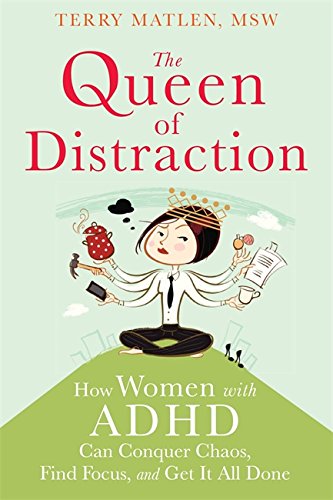 TERRY MATLEN, MSW
The
Queen
of
Distraction
How Women with
ADHD
Can Conquer Chaos,
Find Focus, and Get It All Done